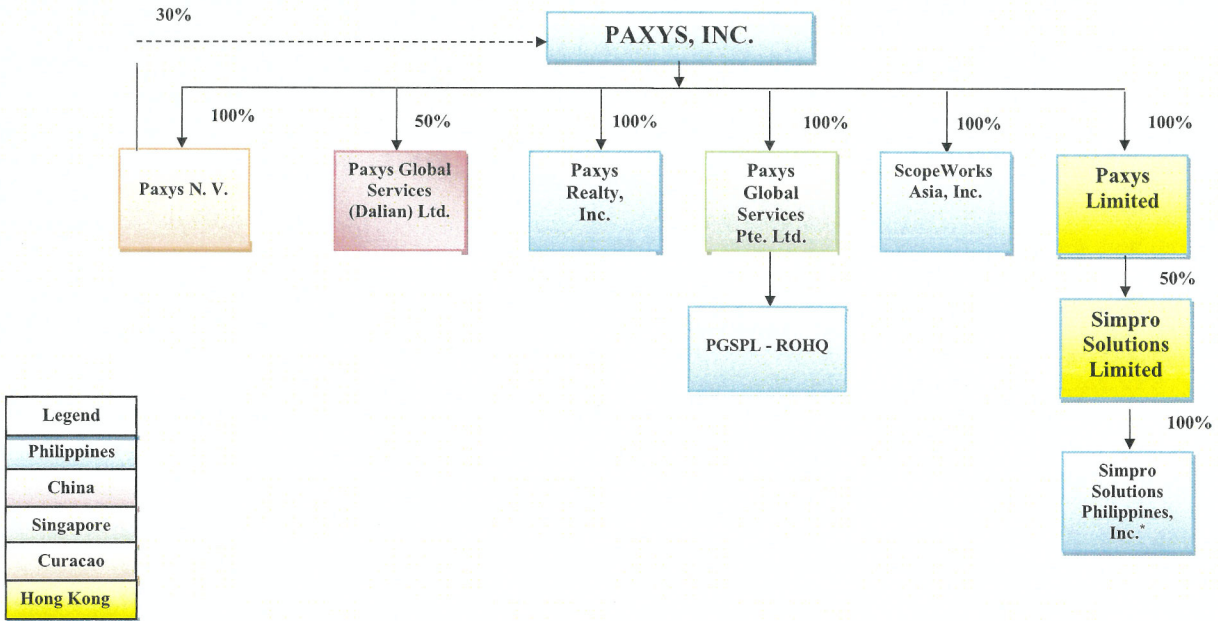 30%
PAXYS, INC.
100%
50%
100%
100%
100%
100%
Paxys N. V.
Paxys Global
Services
(Dalian) Ltd.
Paxys
Realty,
Inc.
Paxys
Global
Services
Pte. Ltd.
ScopeWorks
Asia, Inc.
Paxys
Limited
50%
PGSPL - ROHQ
Simpro
Solutions
Limited
100%
Simpro
Solutions
Philippines,
Inc.*
Legend
Philippines
China
Singapore
Curacao
Hong Kong